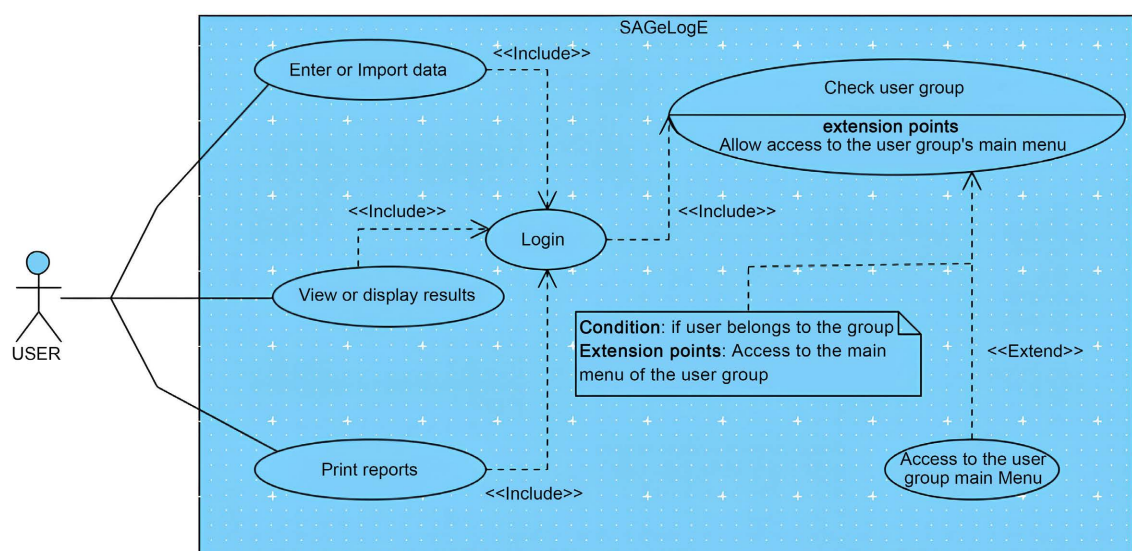 SAGeLogE
<<Include>>
Enter or Import data
Check user group
extension points
Allow access to the user group's main menu
<<Include>>
<<Include>>
Login
View or display results
USER
Condition: if user belongs to the group
Extension points: Access to the main
menu of the user group
<<Extend>>
Print reports
<<Include>>
Access to the user
group main Menu